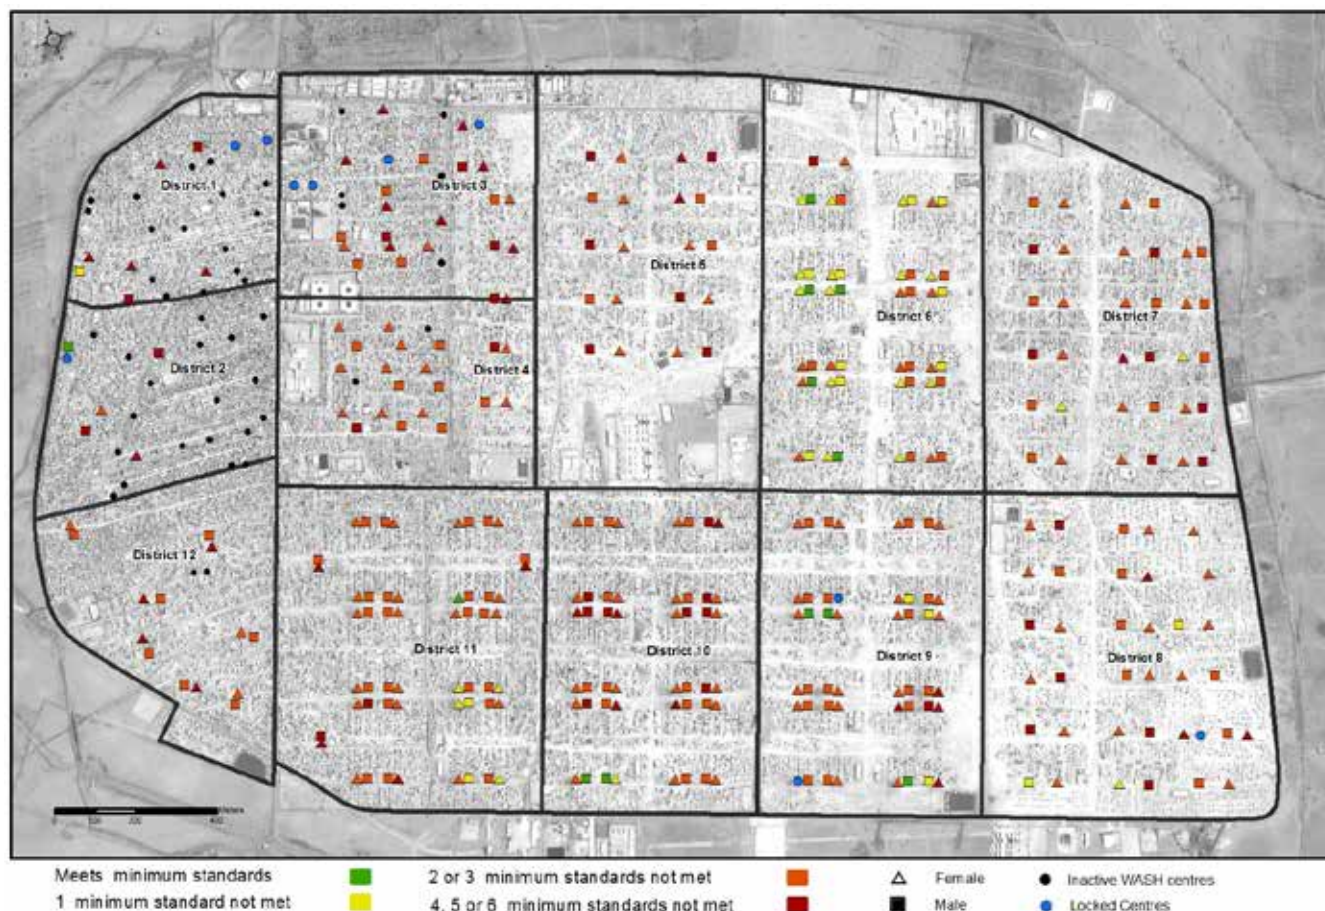 District 1
District 3
District 5
District 6
District 7
District 2
District 4
District 12
District 11
District 10
District 9
District 8
Meets minimum standards
2 or 3 minimum standards not met
Female
Inactive WASH centres
1 minimum standard not met
4, 5 or 6 minimum standards not met
Male
Locked Centres